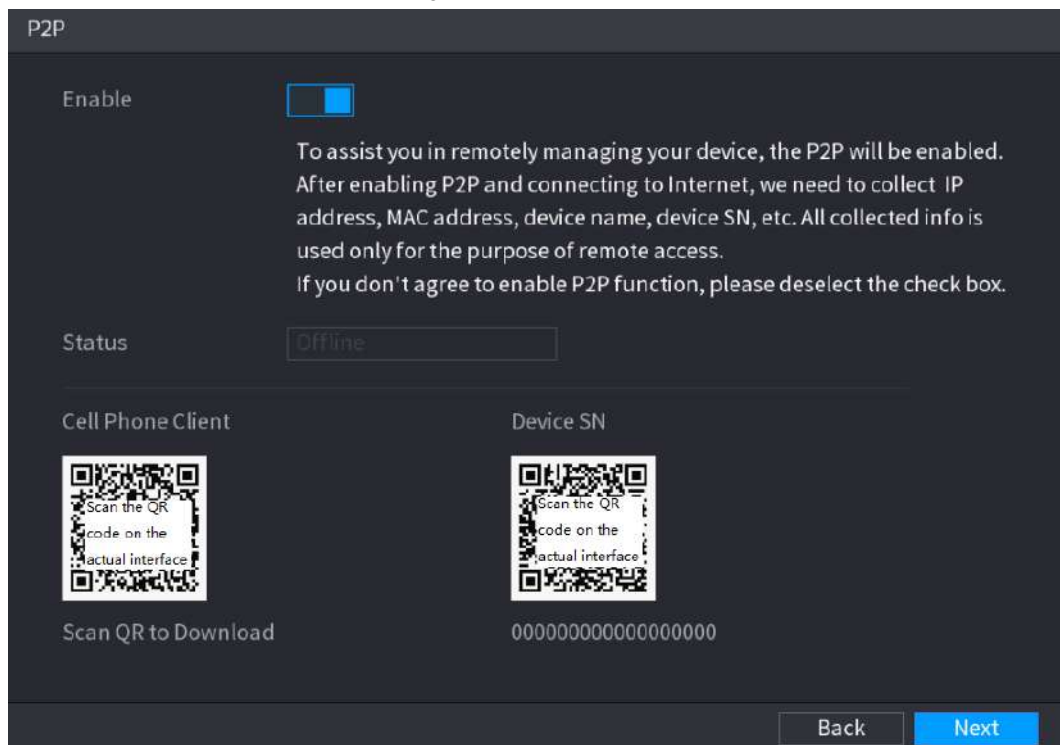 P2P
Enable
To assist you in remotely managing your device, the P2P will be enabled.
After enabling P2P and connecting to Internet, we need to collect IP
address, MAC address, device name, device SN, etc. All collected info is
used only for the purpose of remote access.
If you don't agree to enable P2P function, please deselect the check box.
Status
Offline
Cell Phone Client
Device SN
Scan the QR
code on the
actual interface
Scan the QR
code on the
actual interface
Scan QR to Download
000000000000000000
Back
Next